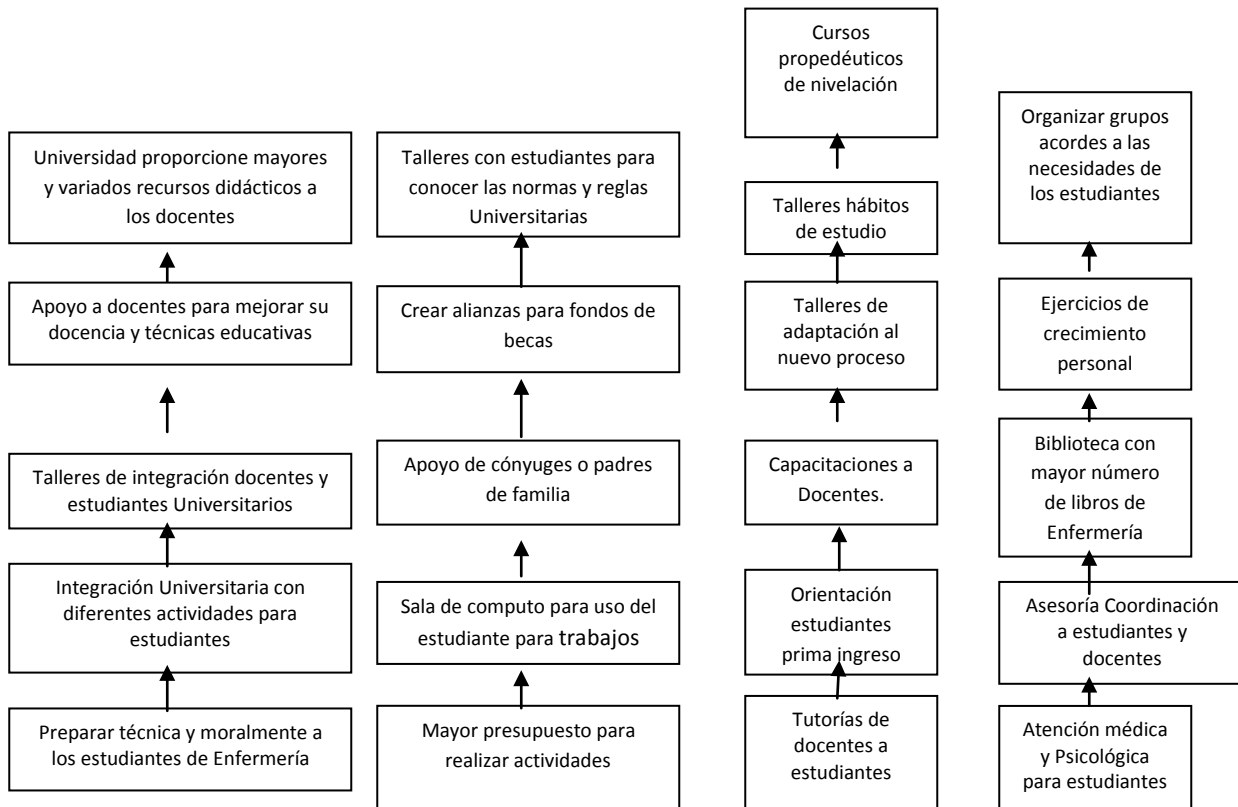 Universidad proporcione mayores
y variados recursos didácticos a
los docentes
Apoyo a docentes para mejorar su
docencia y técnicas educativas
Talleres de integración docentes y
estudiantes Universitarios
Integración Universitaria con
diferentes actividades para
estudiantes
Preparar técnica y moralmente a
los estudiantes de Enfermería
Talleres con estudiantes para
conocer las normas y reglas
Universitarias
Crear alianzas para fondos de
becas
Apoyo de cónyuges o padres
de familia
Sala de computo para uso del
estudiante para trabajos
Mayor presupuesto para
realizar actividades
Cursos
propedéuticos
de nivelación
Talleres hábitos
de estudio
Talleres de
adaptación al
nuevo proceso
Capacitaciones a
Docentes.
Orientación
estudiantes
prima ingreso
Tutorías de
docentes a
estudiantes
Organizar grupos
acordes a las
necesidades de
los estudiantes
Ejercicios de
crecimiento
personal
Biblioteca con
mayor número
de libros de
Enfermería
Asesoría Coordinación
a estudiantes y
docentes
Atención médica
y Psicológica
para estudiantes